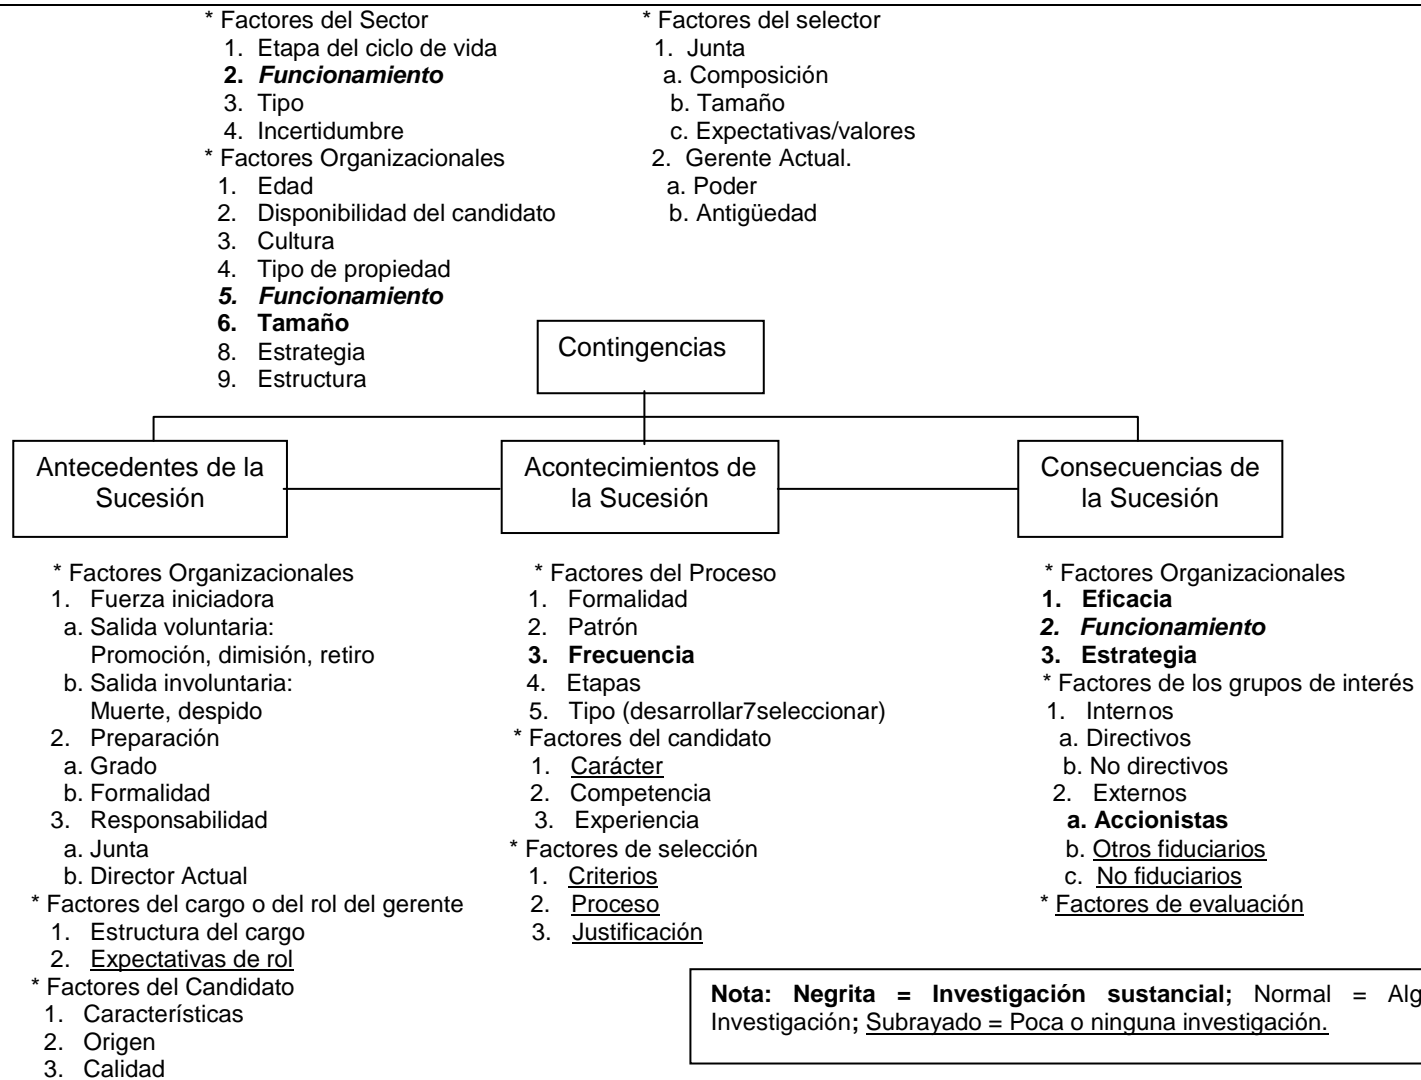 * Factores del Sector
1. Etapa del ciclo de vida
2. Funcionamiento
3. Tipo
4. Incertidumbre
* Factores Organizacionales
1. Edad
2. Disponibilidad del candidato
3. Cultura
4. Tipo de propiedad
5. Funcionamiento
6. Tamaño
8. Estrategia
9. Estructura
* Factores del selector
1. Junta
a. Composición
b. Tamaño
c. Expectativas/valores
2. Gerente Actual.
a. Poder
b. Antigüedad
Contingencias
Antecedentes de la
Sucesión
Acontecimientos de
la Sucesión
Consecuencias de
la Sucesión
* Factores Organizacionales
1. Fuerza iniciadora
a. Salida voluntaria:
Promoción, dimisión, retiro
b. Salida involuntaria:
Muerte, despido
2. Preparación
a. Grado
b. Formalidad
3. Responsabilidad
a. Junta
b. Director Actual
* Factores del cargo o del rol del gerente
1. Estructura del cargo
2. Expectativas de rol
* Factores del Candidato
1. Características
2. Origen
3. Calidad
* Factores del Proceso
1. Formalidad
2. Patrón
3. Frecuencia
4. Etapas
5. Tipo (desarrollar7seleccionar)
* Factores del candidato
1. Carácter
2. Competencia
3. Experiencia
* Factores de selección
1. Criterios
2. Proceso
3. Justificación
* Factores Organizacionales
1. Eficacia
2. Funcionamiento
3. Estrategia
* Factores de los grupos de interés
1. Internos
a. Directivos
b. No directivos
2. Externos
a. Accionistas
b. Otros fiduciarios
c. No fiduciarios
* Factores de evaluación
Nota: Negrita = Investigación sustancial; Normal = Alg
Investigación; Subrayado = Poca o ninguna investigación.